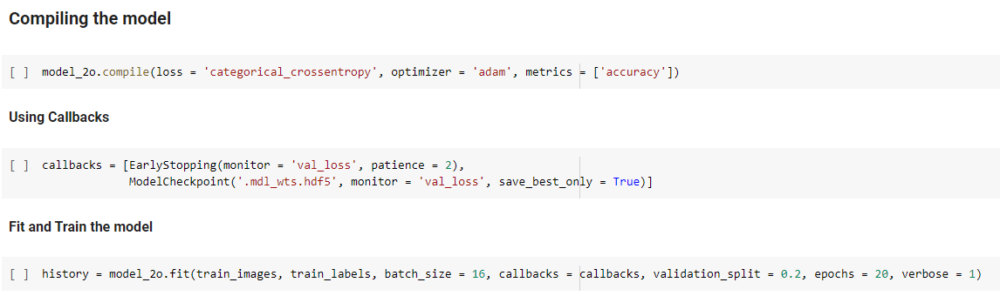 Compiling the model
[ ] model_2o.compile(loss = 'categorical_crossentropy', optimizer = 'adam', metrics = ['accuracy'])
Using Callbacks
[ ] callbacks = [EarlyStopping(monitor = 'val_loss', patience = 2),
ModelCheckpoint('.mdl_wts.hdf5', monitor = 'val_loss', save_best_only = True)]
Fit and Train the model
[ ] history = model_2o.fit(train_images, train_labels, batch_size = 16, callbacks = callbacks, validation_split = 0.2, epochs = 20, verbose = 1)